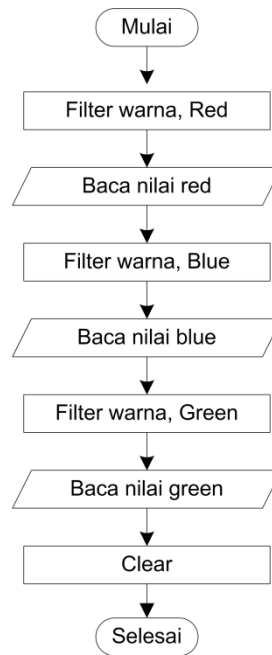 Mulai
Filter warna, Red
Baca nilai red
Filter warna, Blue
Baca nilai blue
Filter warna, Green
Baca nilai green
Clear
Selesai